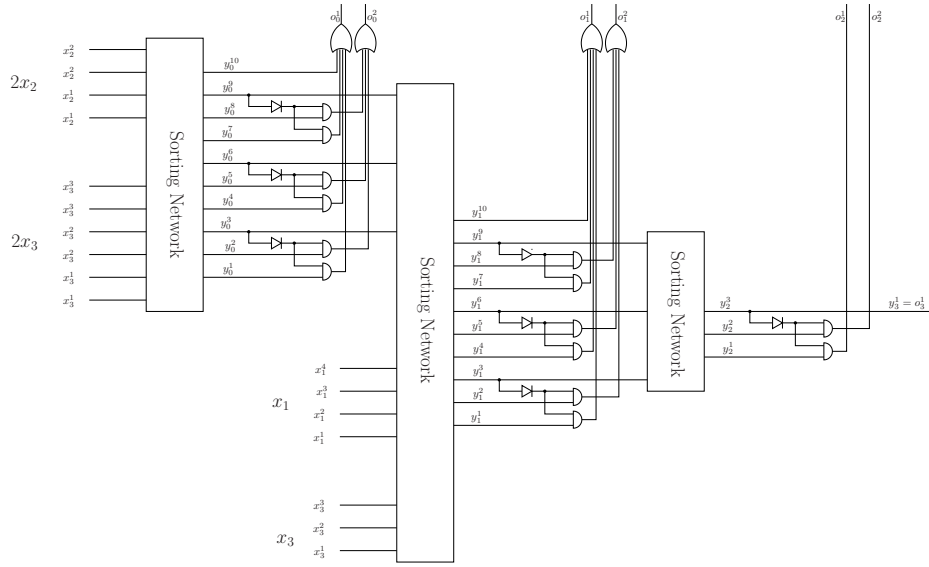 o_0^1 o_0^2 o_1^1 o_1^2 o_2^1 o_2^2
x_2^2
x_2^2
2x_2
x_2^1
x_2^1
x_3^3
x_3^3
x_3^2
2x_3
x_3^2
x_3^1
x_3^1
Sorting Network
y_0^10
y_0^9
y_0^8
y_0^7
y_0^6
y_0^5
y_0^4
y_0^3
y_0^2
y_0^1
x_1^4
x_1^3
x_1
x_1^2
x_1^1
x_3^3
x_3^2
x_3
x_3^1
Sorting Network
y_1^10
y_1^9
y_1^8
y_1^7
y_1^6
y_1^5
y_1^4
y_1^3
y_1^2
y_1^1
Sorting Network
y_2^3
y_2^2
y_2^1
y_3^1 = o_3^1